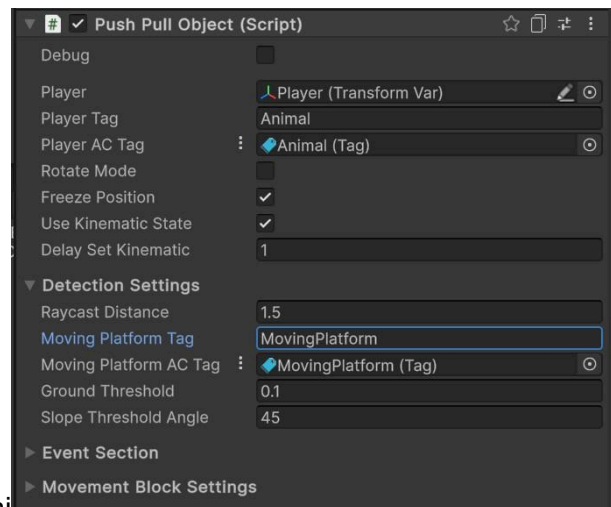 # Push Pull Object (Script)
Debug
Player Player (Transform Var)
Player Tag Animal
Player AC Tag Animal (Tag)
Rotate Mode
Freeze Position
Use Kinematic State
Delay Set Kinematic 1
Detection Settings
Raycast Distance 1.5
Moving Platform Tag MovingPlatform
Moving Platform AC Tag MovingPlatform (Tag)
Ground Threshold 0.1
Slope Threshold Angle 45
Event Section
Movement Block Settings